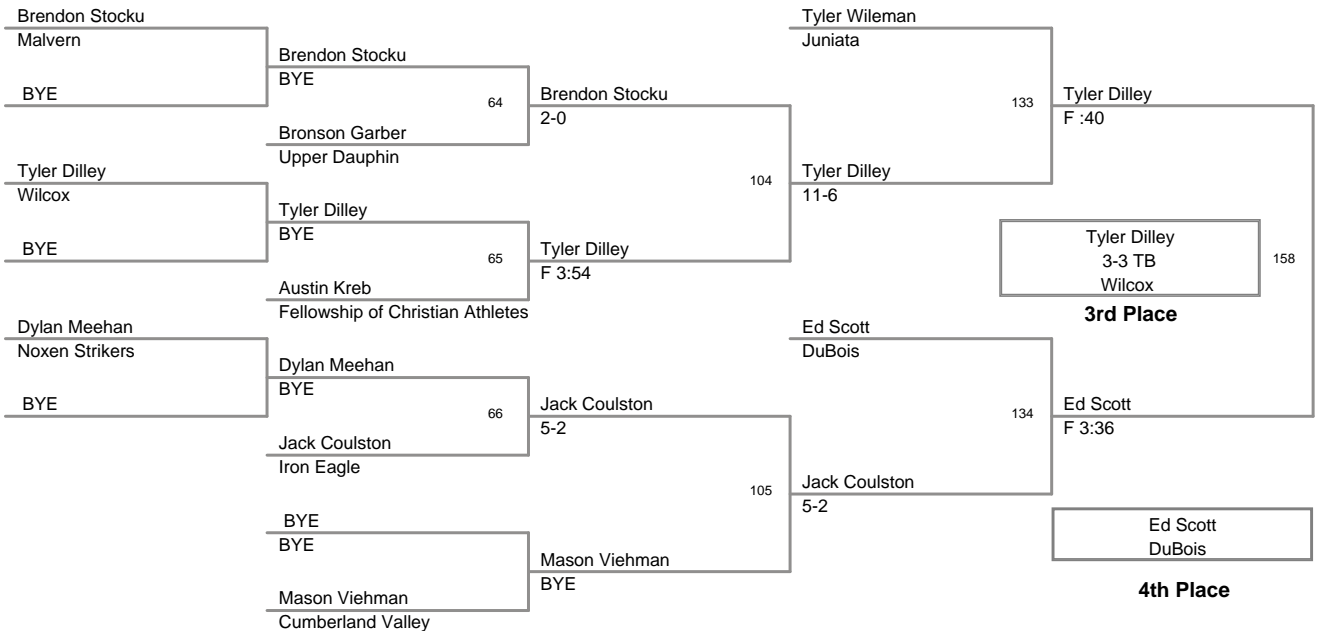 Brendon Stocku
Malvern
BYE
Tyler Dilley
Wilcox
BYE
Dylan Meehan
Noxen Strikers
BYE
Brendon Stocku
BYE
64
Bronson Garber
Upper Dauphin
Tyler Dilley
BYE
65
Austin Kreb
Fellowship of Christian Athletes
Dylan Meehan
BYE
66
Jack Coulston
Iron Eagle
BYE
BYE
Mason Viehman
Cumberland Valley
Brendon Stocku
2-0
104
Tyler Dilley
F 3:54
Jack Coulston
5-2
105
Mason Viehman
BYE
Tyler Wileman
Juniata
133
Tyler Dilley
11-6
Ed Scott
DuBois
134
Jack Coulston
5-2
Tyler Dilley
F :40
Tyler Dilley
3-3 TB
Wilcox
158
3rd Place
Ed Scott
F 3:36
Ed Scott
DuBois
4th Place